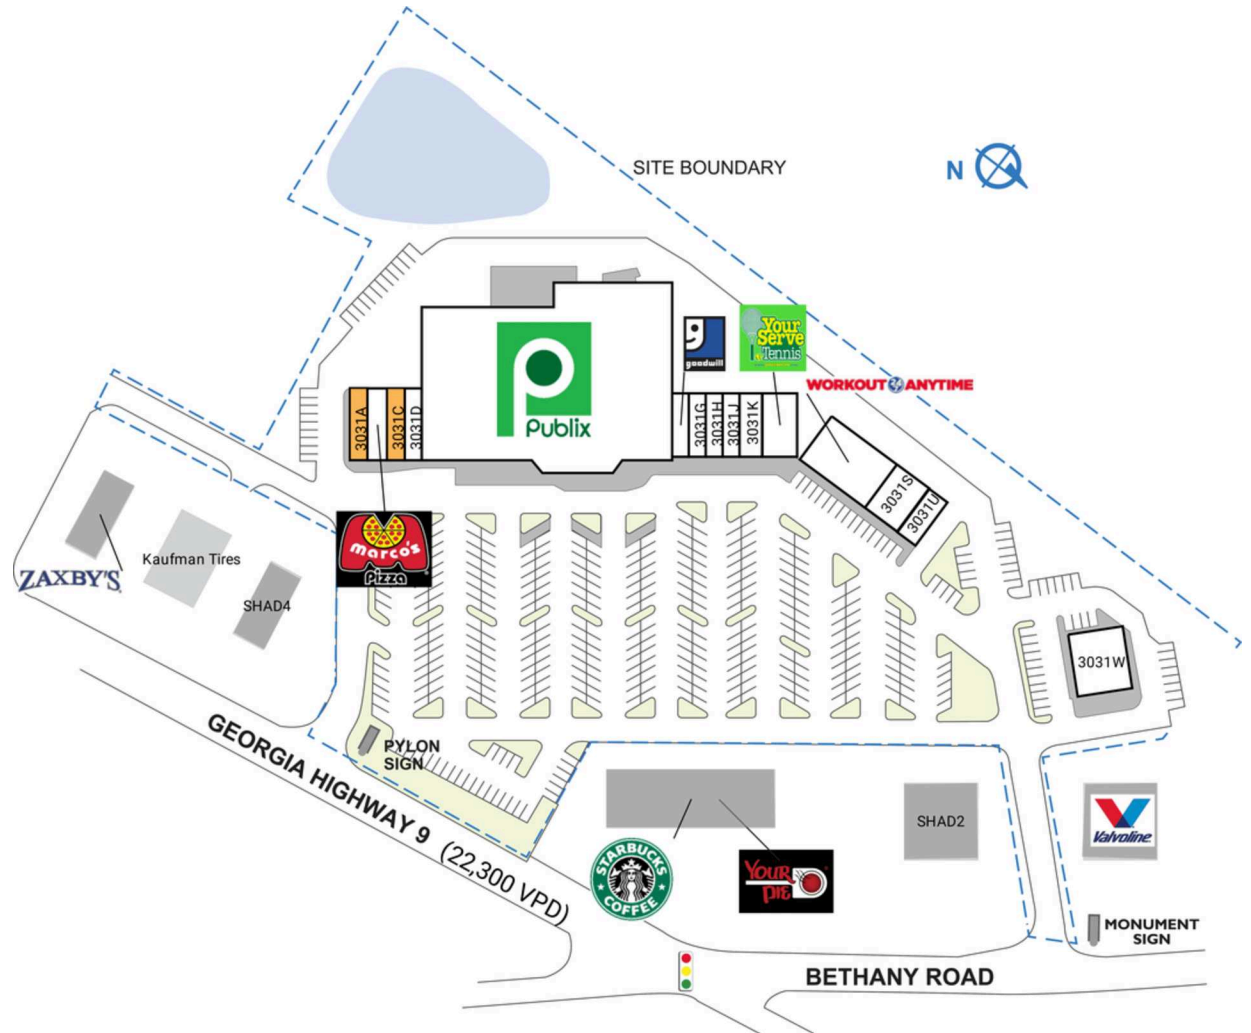 SITE BOUNDARY
N
goodwill
Your
Serve
Tennis
WORKOUT ANYTIME
Publix
3031A
3031C
3031D
3031G
3031H
3031J
3031K
3031S
3031U
marco's
Pizza
ZAXBY'S
Kaufman Tires
SHAD4
3031W
PYLON
SIGN
GEORGIA HIGHWAY 9 (22,300 VPD)
STARBUCKS
COFFEE
YOUR
PIE
SHAD2
Valvoline
MONUMENT
SIGN
BETHANY ROAD